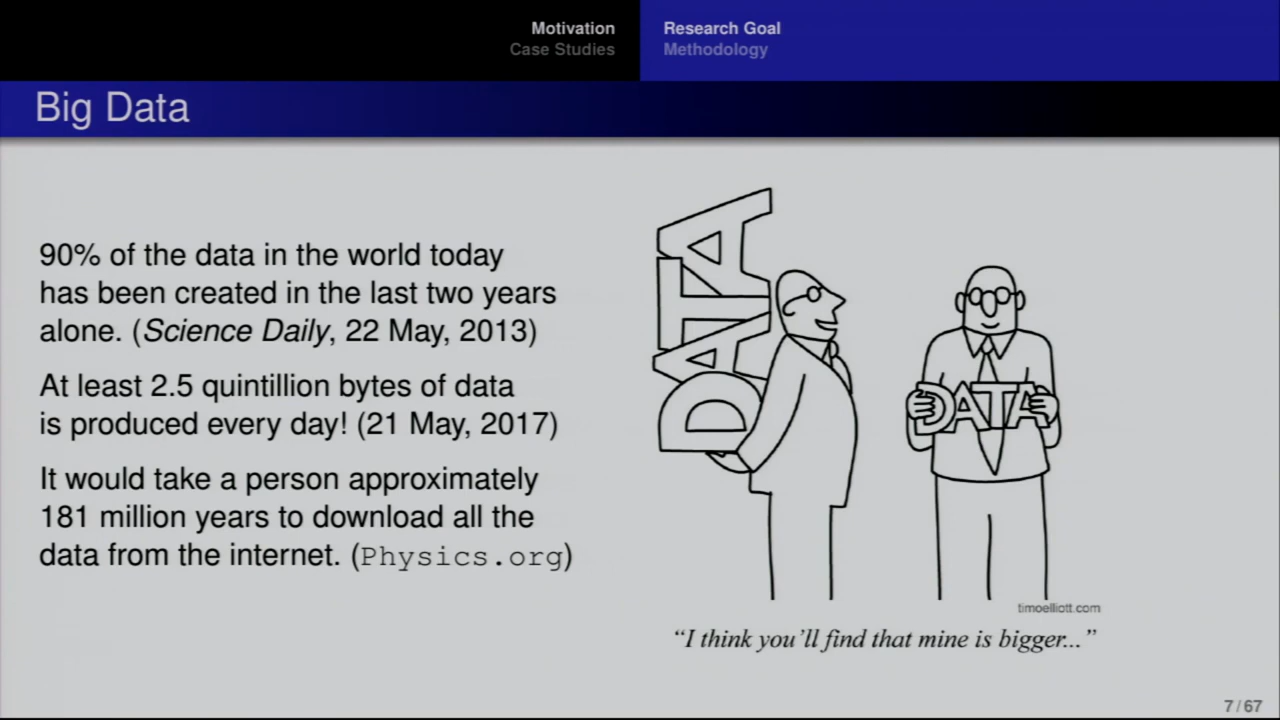 Motivation
Case Studies
Research Goal
Methodology
Big Data
90% of the data in the world today
has been created in the last two years
alone. (Science Daily, 22 May, 2013)
At least 2.5 quintillion bytes of data
is produced every day! (21 May, 2017)
It would take a person approximately
181 million years to download all the
data from the internet. (Physics.org)
DATA
DATA
timoelliott.com
“I think you’ll find that mine is bigger...”
7/67